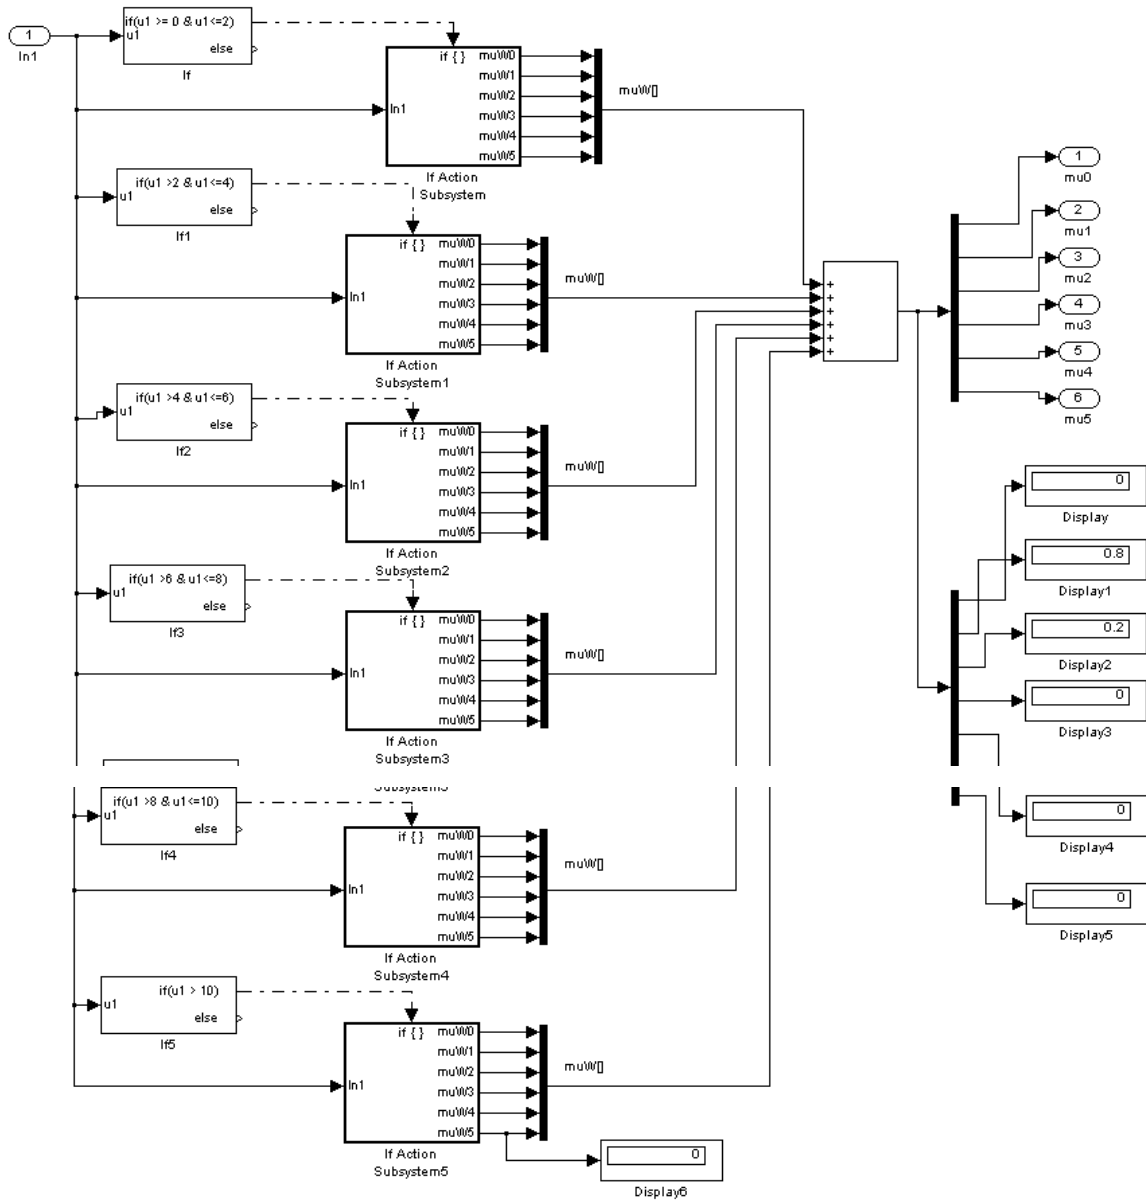 1
In1
if(u1 >= 0 & u1<=2)
u1
else
If
if { }
In1
muW0
muW1
muW2
muW3
muW4
muW5
If Action
Subsystem
muW[]
if(u1 >2 & u1<=4)
u1
else
If1
if { }
In1
muW0
muW1
muW2
muW3
muW4
muW5
If Action
Subsystem1
muW[]
if(u1 >4 & u1<=6)
u1
else
If2
if { }
In1
muW0
muW1
muW2
muW3
muW4
muW5
If Action
Subsystem2
muW[]
if(u1 >6 & u1<=8)
u1
else
If3
if { }
In1
muW0
muW1
muW2
muW3
muW4
muW5
If Action
Subsystem3
muW[]
Subsystem3
if(u1 >8 & u1<=10)
u1
else
If4
if { }
In1
muW0
muW1
muW2
muW3
muW4
muW5
If Action
Subsystem4
muW[]
if(u1 > 10)
u1
else
If5
if { }
In1
muW0
muW1
muW2
muW3
muW4
muW5
If Action
Subsystem5
muW[]
0
Display6
+
+
+
+
+
+
1
mu0
2
mu1
3
mu2
4
mu3
5
mu4
6
mu5
0
Display
0.8
Display1
0.2
Display2
0
Display3
0
Display4
0
Display5